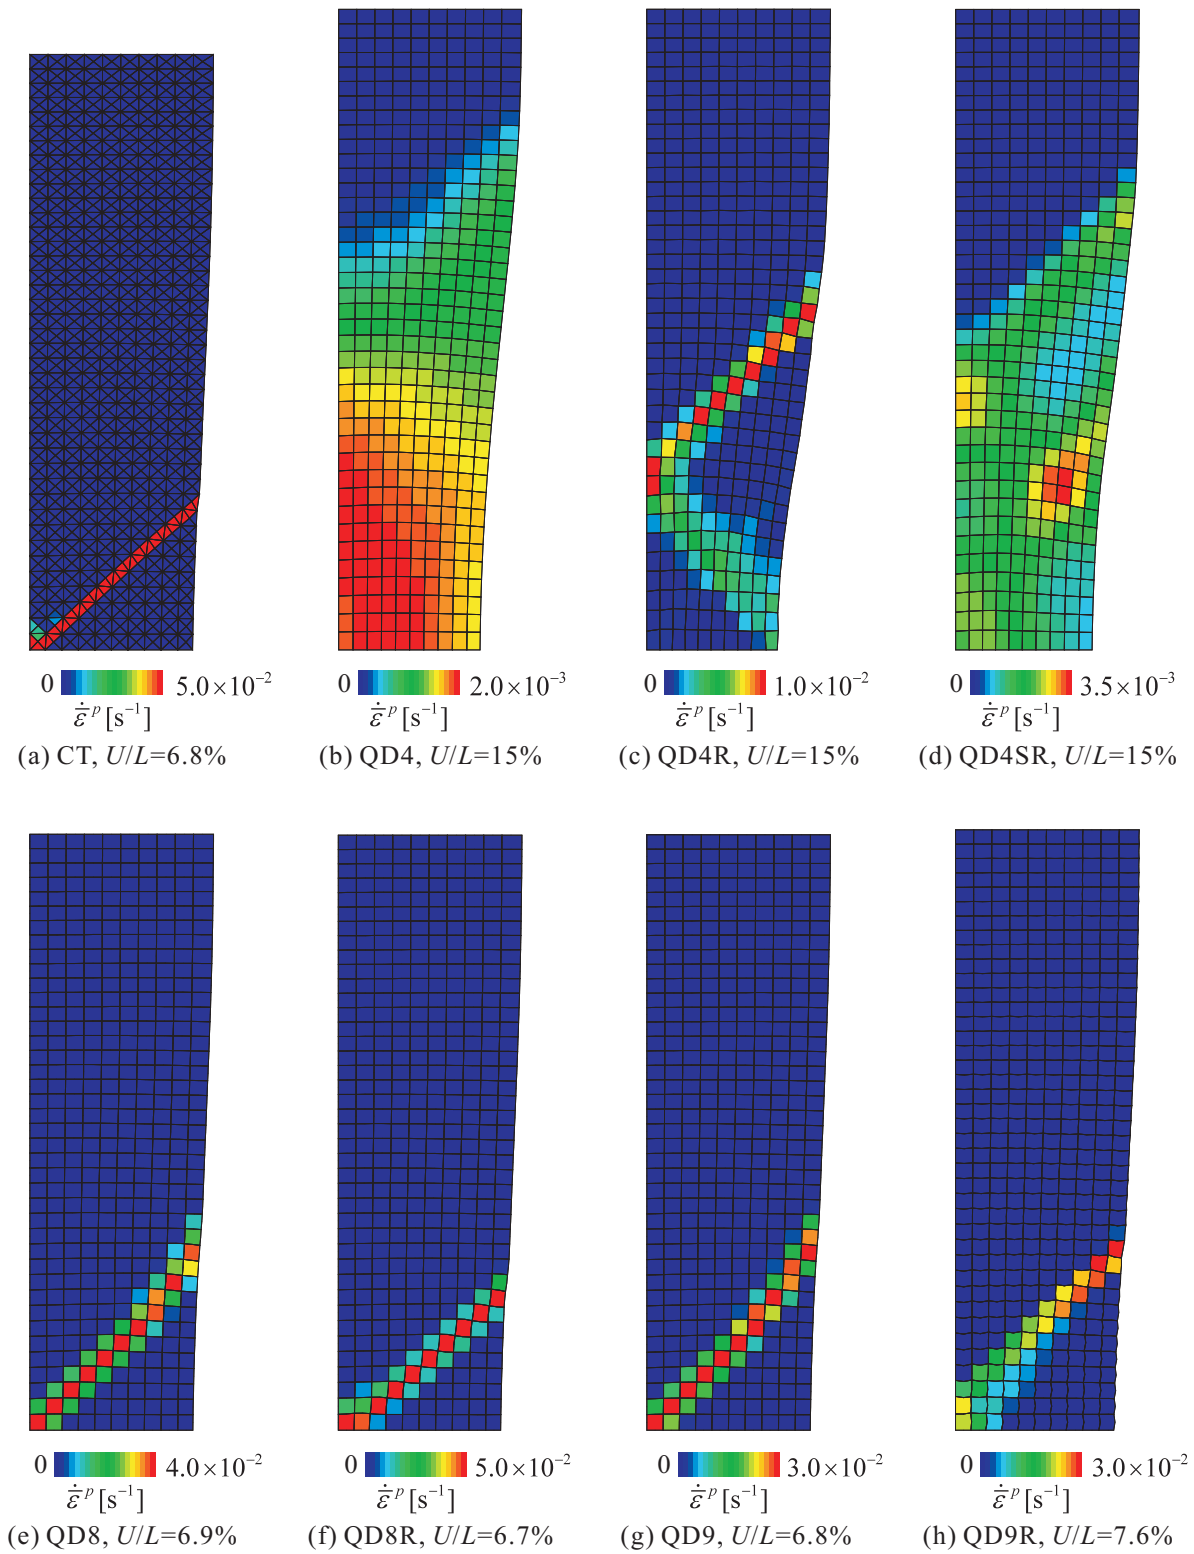 0 5.0×10⁻² 0 2.0×10⁻³ 0 1.0×10⁻² 0 3.5×10⁻³
ε̄̇ ᵖ [s⁻¹] ε̄̇ ᵖ [s⁻¹] ε̄̇ ᵖ [s⁻¹] ε̄̇ ᵖ [s⁻¹]
(a) CT, U/L=6.8% (b) QD4, U/L=15% (c) QD4R, U/L=15% (d) QD4SR, U/L=15%
0 4.0×10⁻² 0 5.0×10⁻² 0 3.0×10⁻² 0 3.0×10⁻²
ε̄̇ ᵖ [s⁻¹] ε̄̇ ᵖ [s⁻¹] ε̄̇ ᵖ [s⁻¹] ε̄̇ ᵖ [s⁻¹]
(e) QD8, U/L=6.9% (f) QD8R, U/L=6.7% (g) QD9, U/L=6.8% (h) QD9R, U/L=7.6%